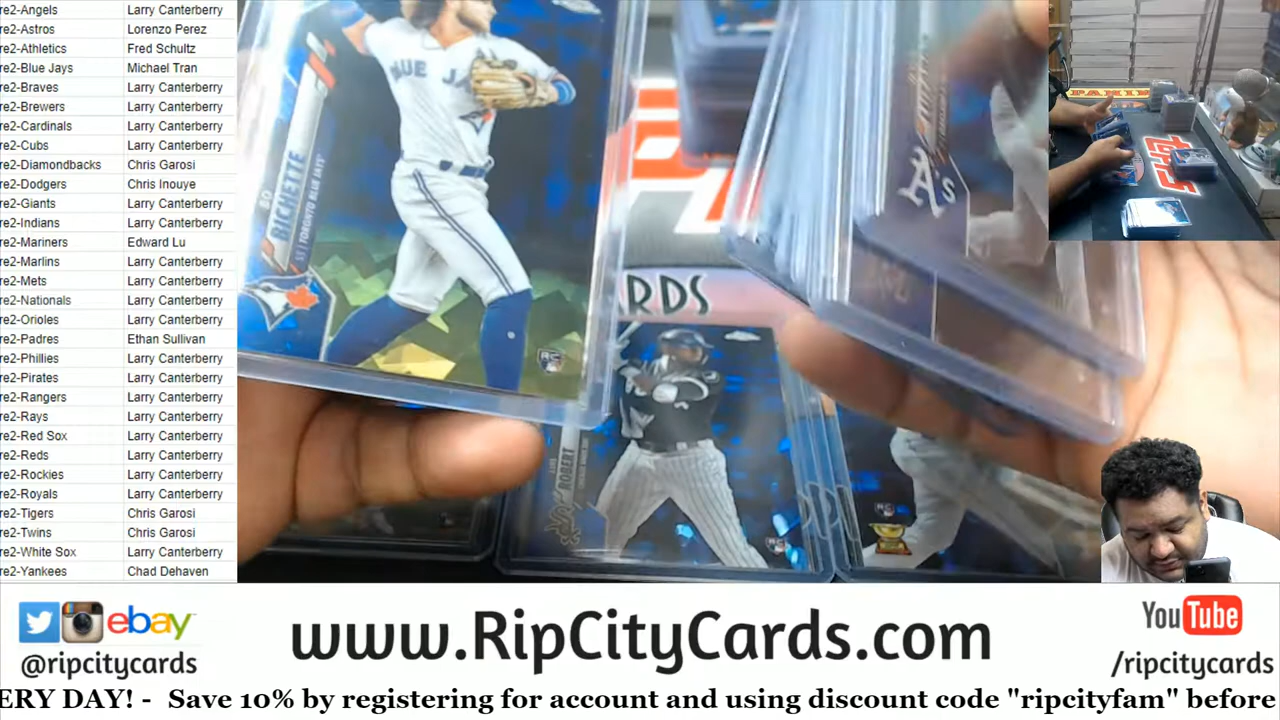 re2-Angels Larry Canterberry
re2-Astros Lorenzo Perez
re2-Athletics Fred Schultz
re2-Blue Jays Michael Tran
re2-Braves Larry Canterberry
re2-Brewers Larry Canterberry
re2-Cardinals Larry Canterberry
re2-Cubs Larry Canterberry
re2-Diamondbacks Chris Garosi
re2-Dodgers Chris Inouye
re2-Giants Larry Canterberry
re2-Indians Larry Canterberry
re2-Mariners Edward Lu
re2-Marlins Larry Canterberry
re2-Mets Larry Canterberry
re2-Nationals Larry Canterberry
re2-Orioles Larry Canterberry
re2-Padres Ethan Sullivan
re2-Phillies Larry Canterberry
re2-Pirates Larry Canterberry
re2-Rangers Larry Canterberry
re2-Rays Larry Canterberry
re2-Red Sox Larry Canterberry
re2-Reds Larry Canterberry
re2-Rockies Larry Canterberry
re2-Royals Larry Canterberry
re2-Tigers Chris Garosi
re2-Twins Chris Garosi
re2-White Sox Larry Canterberry
re2-Yankees Chad Dehaven
BLUE JA
BO
BICHETTE
SS | TORONTO BLUE JAYS
RC
A's
RDS
ROBERT
RC
RC
PANINI
ebay
@ripcitycards
www.RipCityCards.com
YouTube
/ripcitycards
ERY DAY! - Save 10% by registering for account and using discount code "ripcityfam" before